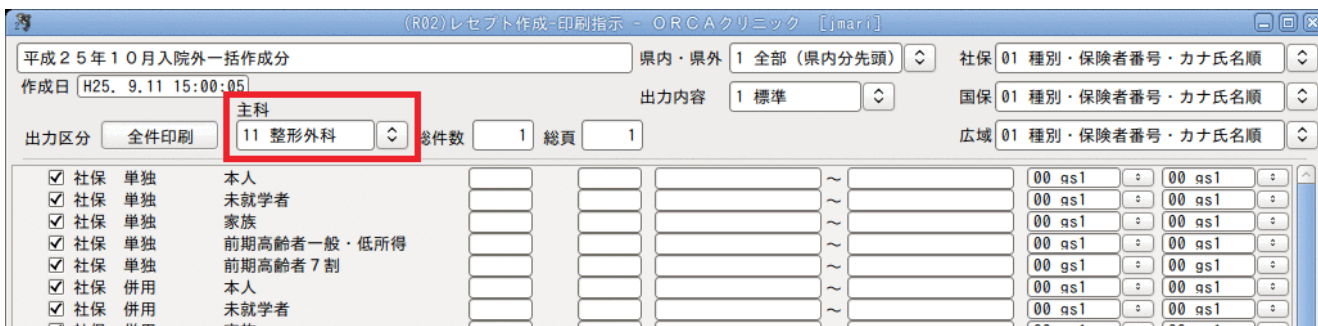 (R02)レセプト作成-印刷指示 - ORCAクリニック [jmari]
平成25年10月入院外一括作成分 県内・県外 1 全部（県内分先頭） 社保 01 種別・保険者番号・カナ氏名順
作成日 H25. 9.11 15:00:05 出力内容 1 標準 国保 01 種別・保険者番号・カナ氏名順
主科
出力区分 全件印刷 11 整形外科 総件数 1 総頁 1 広域 01 種別・保険者番号・カナ氏名順
社保 単独 本人 ～ 00 gs1 00 gs1
社保 単独 未就学者 ～ 00 gs1 00 gs1
社保 単独 家族 ～ 00 gs1 00 gs1
社保 単独 前期高齢者一般・低所得 ～ 00 gs1 00 gs1
社保 単独 前期高齢者7割 ～ 00 gs1 00 gs1
社保 併用 本人 ～ 00 gs1 00 gs1
社保 併用 未就学者 ～ 00 gs1 00 gs1